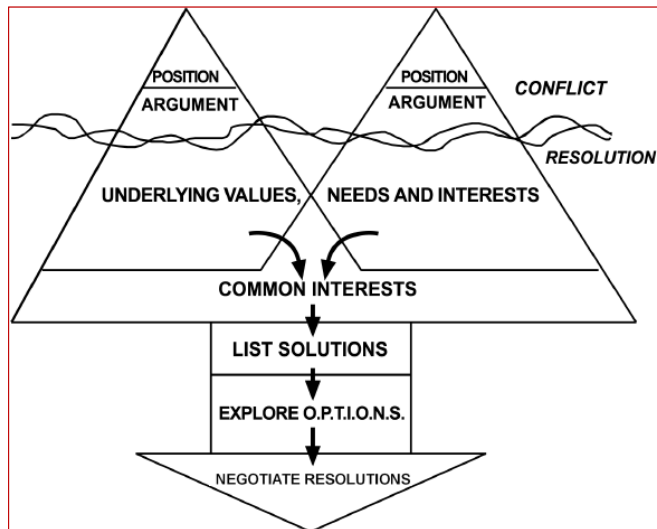 POSITION
ARGUMENT
POSITION
ARGUMENT
CONFLICT
RESOLUTION
UNDERLYING VALUES, NEEDS AND INTERESTS
COMMON INTERESTS
LIST SOLUTIONS
EXPLORE O.P.T.I.O.N.S.
NEGOTIATE RESOLUTIONS